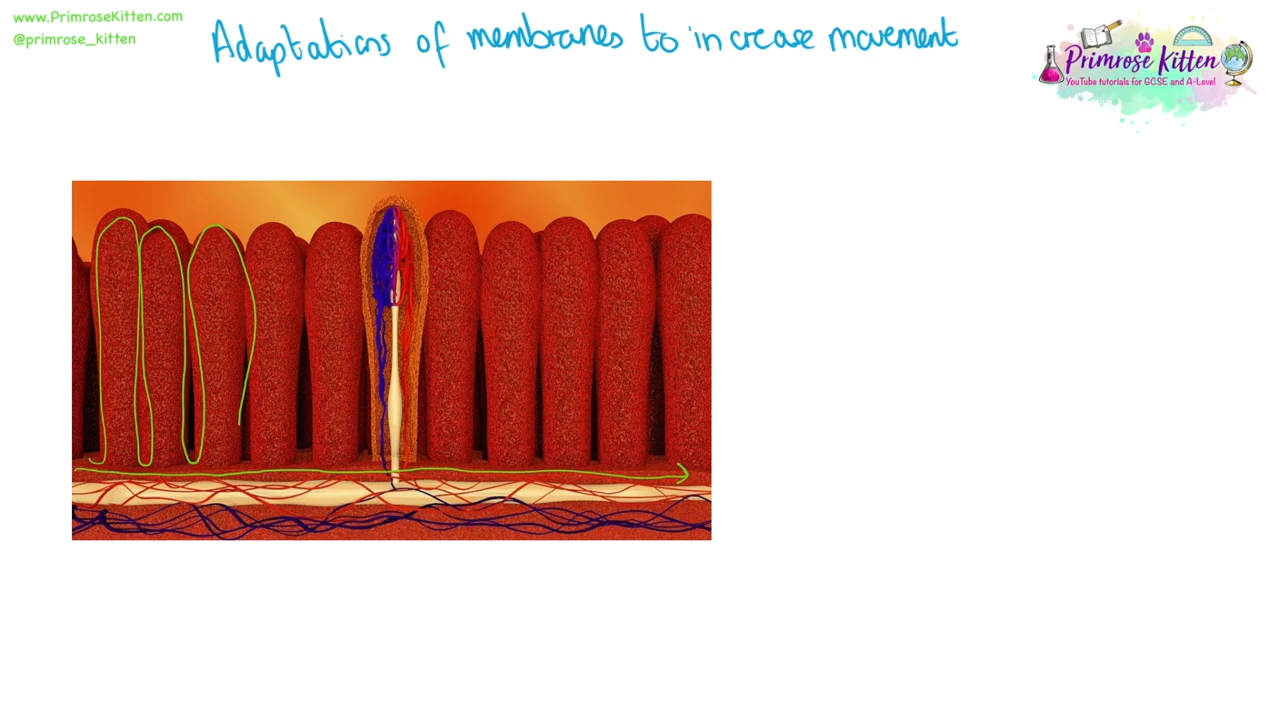 www.PrimroseKitten.com
@primrose_kitten
Adaptations of membranes to increase movement
Primrose Kitten
YouTube tutorials for GCSE and A-Level